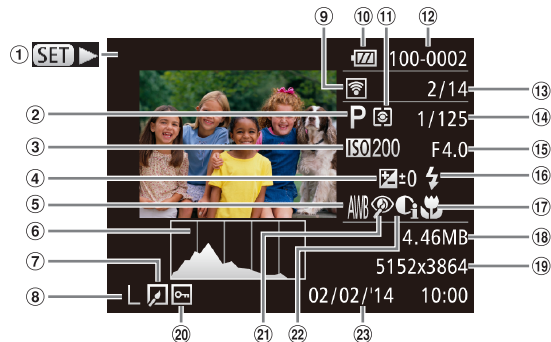 ① SET ⑨ ⑩ ⑪ ⑫ 100-0002
2/14 ⑬
② P 1/125 ⑭
③ ISO 200 F4.0 ⑮
④ ±0 ⑯
⑤ AWB i ⑰
⑥ 4.46MB ⑱
⑦ 5152x3864 ⑲
⑧ L 02/02/'14 10:00
⑳ ㉑ ㉒ ㉓